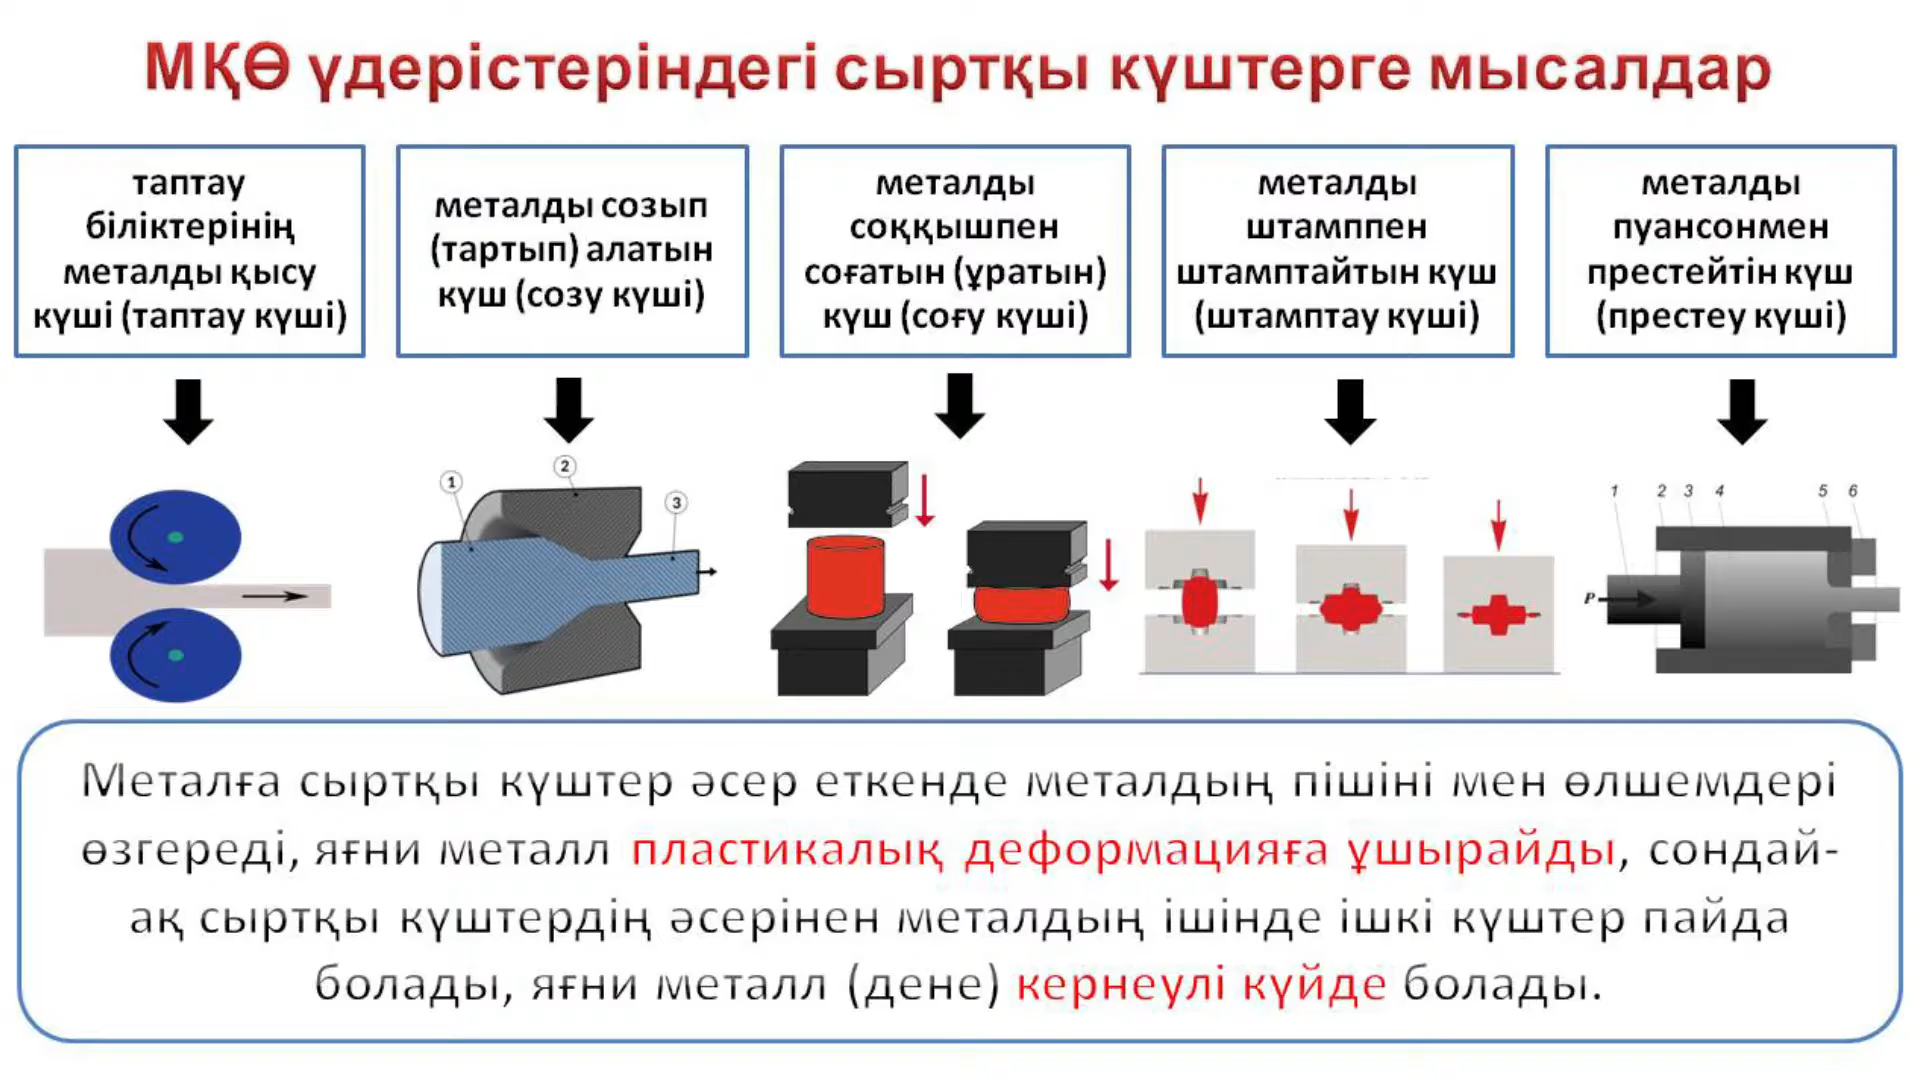 МҚӨ үдерістеріндегі сыртқы күштерге мысалдар
таптау
біліктерінің
металды қысу
күші (таптау күші)
металды созып
(тартып) алатын
күш (созу күші)
металды
соққышпен
соғатын (ұратын)
күш (соғу күші)
металды
штамппен
штамптайтын күш
(штамптау күші)
металды
пуансонмен
престейтін күш
(престеу күші)
1
2
3
1 2 3 4 5 6
P
Металға сыртқы күштер әсер еткенде металдың пішіні мен өлшемдері
өзгереді, яғни металл пластикалық деформацияға ұшырайды, сондай-
ақ сыртқы күштердің әсерінен металдың ішінде ішкі күштер пайда
болады, яғни металл (дене) кернеулі күйде болады.